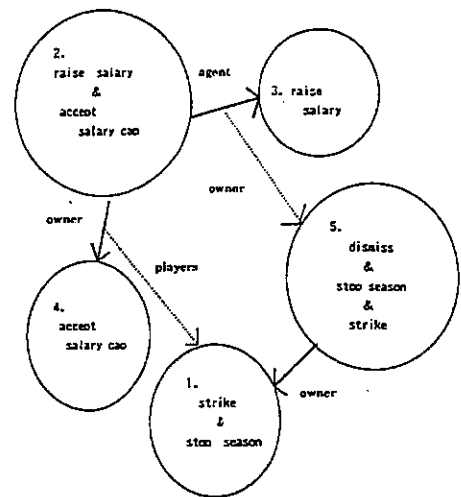 2.
raise salary
&
accept
salary cap
agent
3. raise
salary
owner
owner
players
5.
dismiss
&
stop season
&
strike
4.
accept
salary cap
1.
strike
&
stop season
owner